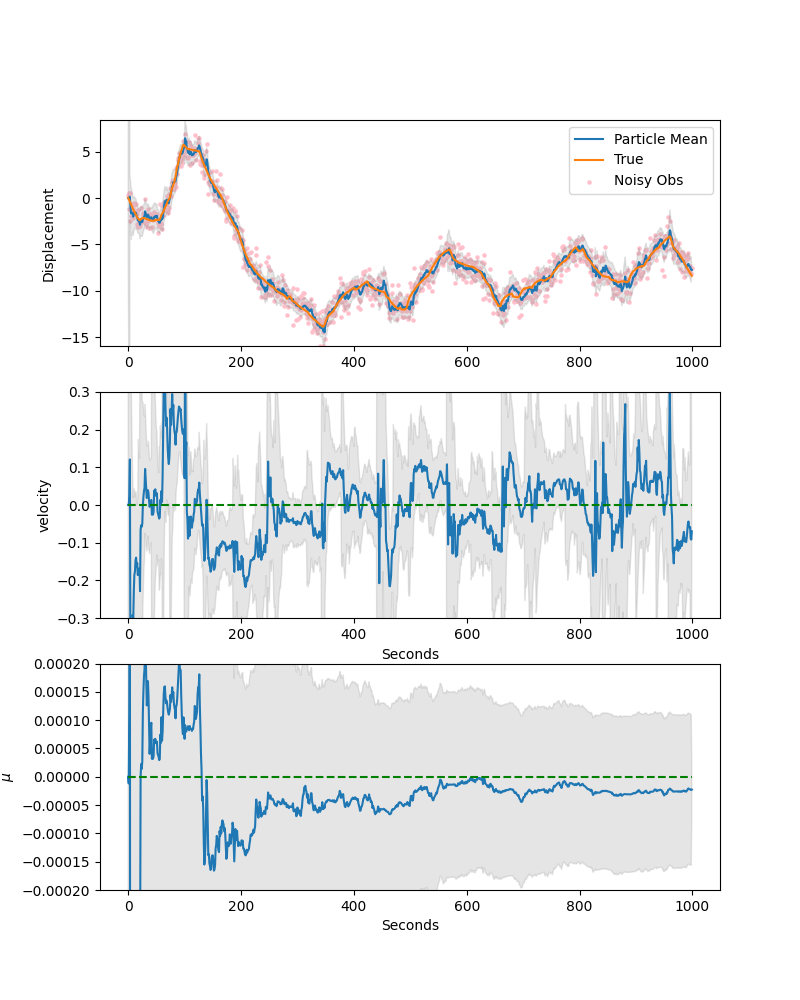 Particle Mean
True
Noisy Obs
Displacement
5
0
−5
−10
−15
0 200 400 600 800 1000
velocity
0.3
0.2
0.1
0.0
−0.1
−0.2
−0.3
0 200 400 600 800 1000
Seconds
μ
0.00020
0.00015
0.00010
0.00005
0.00000
−0.00005
−0.00010
−0.00015
−0.00020
0 200 400 600 800 1000
Seconds